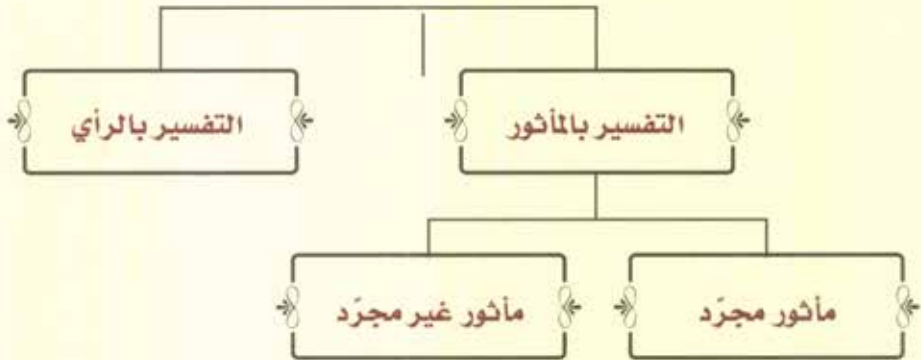 التفسير بالمأثور
التفسير بالرأي
مأثور مجرّد
مأثور غير مجرّد